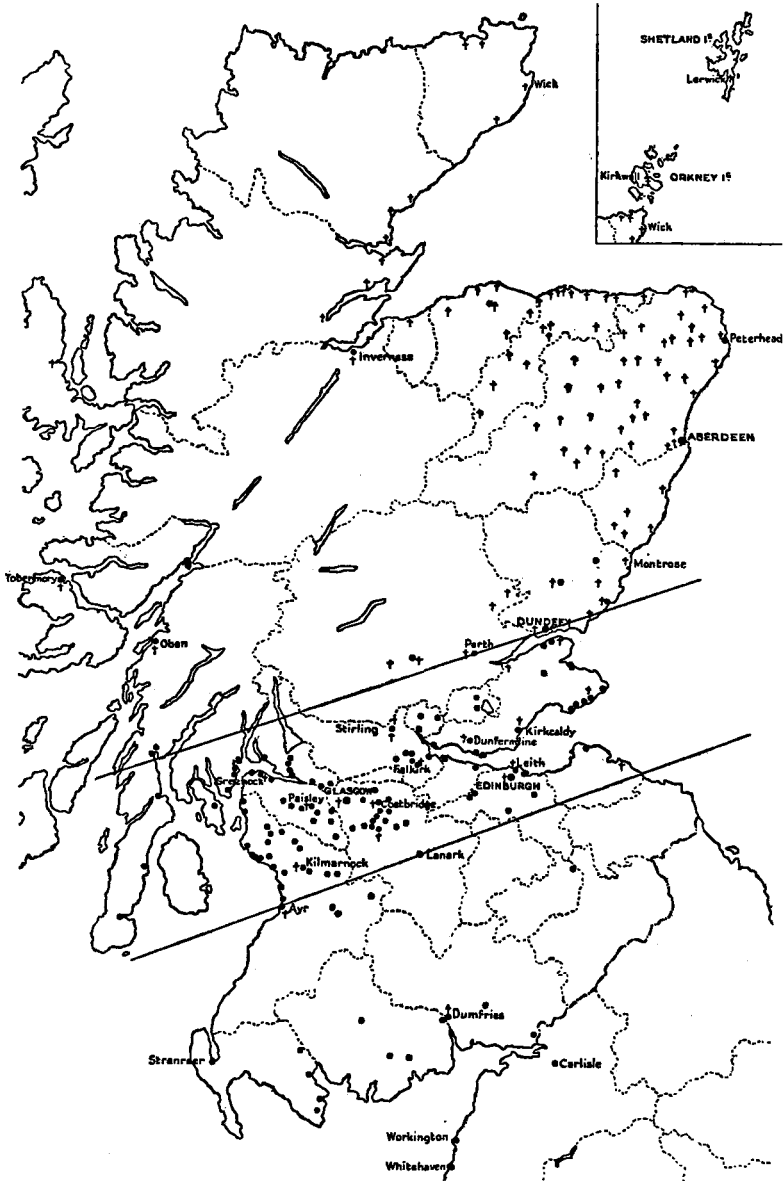 SHETLAND Is
Lerwick
Kirkwall
ORKNEY Is
Wick
Wick
Inverness
Peterhead
ABERDEEN
Montrose
Tobermory
DUNDEE
Oban
Perth
Stirling
Kirkcaldy
Dunfermline
Falkirk
Leith
Greenock
GLASGOW
EDINBURGH
Paisley
Coatbridge
Kilmarnock
Lanark
Ayr
Dumfries
Stranraer
Carlisle
Workington
Whitehaven